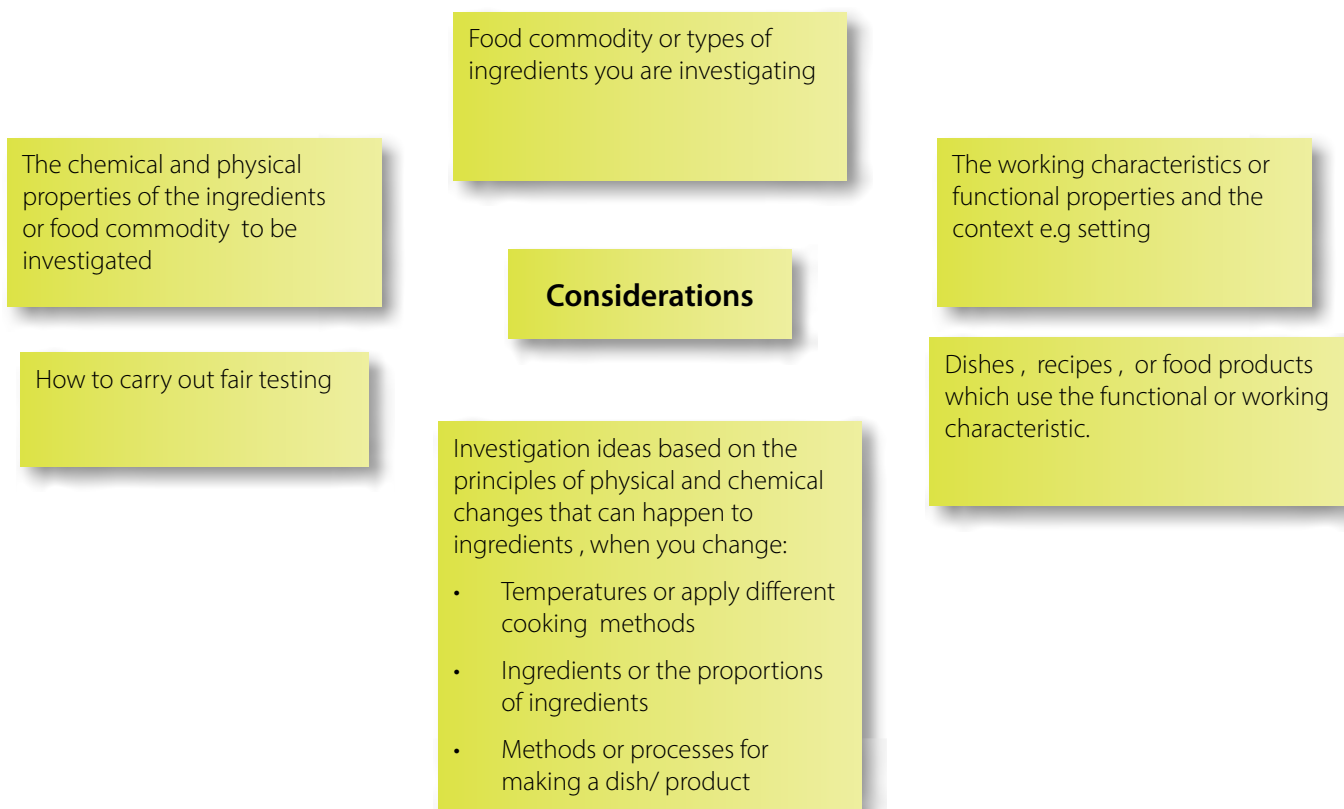 Food commodity or types of
ingredients you are investigating
The chemical and physical
properties of the ingredients
or food commodity to be
investigated
The working characteristics or
functional properties and the
context e.g setting
Considerations
How to carry out fair testing
Dishes , recipes , or food products
which use the functional or working
characteristic.
Investigation ideas based on the
principles of physical and chemical
changes that can happen to
ingredients , when you change:
• Temperatures or apply different
cooking methods
• Ingredients or the proportions
of ingredients
• Methods or processes for
making a dish/ product